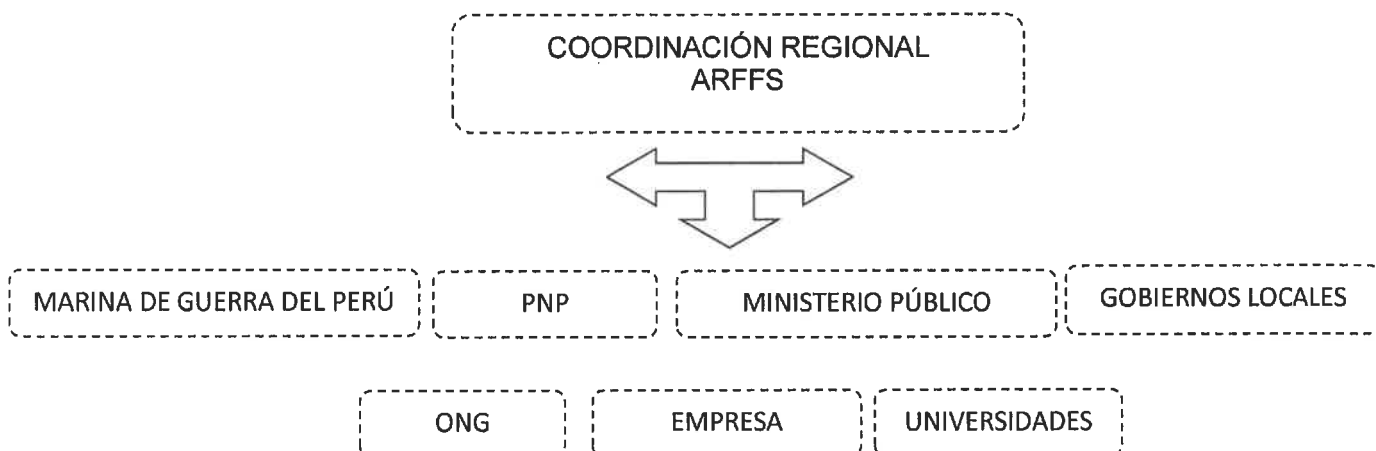 COORDINACIÓN REGIONAL
ARFFS
MARINA DE GUERRA DEL PERÚ
PNP
MINISTERIO PÚBLICO
GOBIERNOS LOCALES
ONG
EMPRESA
UNIVERSIDADES